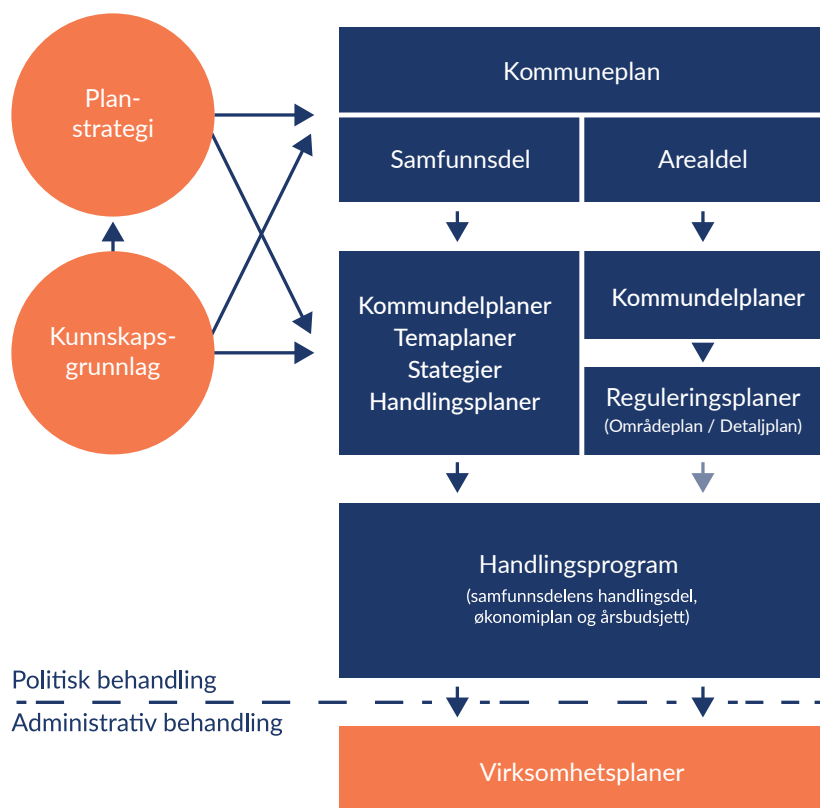 Plan-
strategi
Kunnskaps-
grunnlag
Kommuneplan
Samfunnsdel
Arealdel
Kommundelplaner
Temaplaner
Stategier
Handlingsplaner
Kommundelplaner
Reguleringsplaner
(Områdeplan / Detaljplan)
Handlingsprogram
(samfunnsdelens handlingsdel,
økonomiplan og årsbudsjett)
Politisk behandling
Administrativ behandling
Virksomhetsplaner